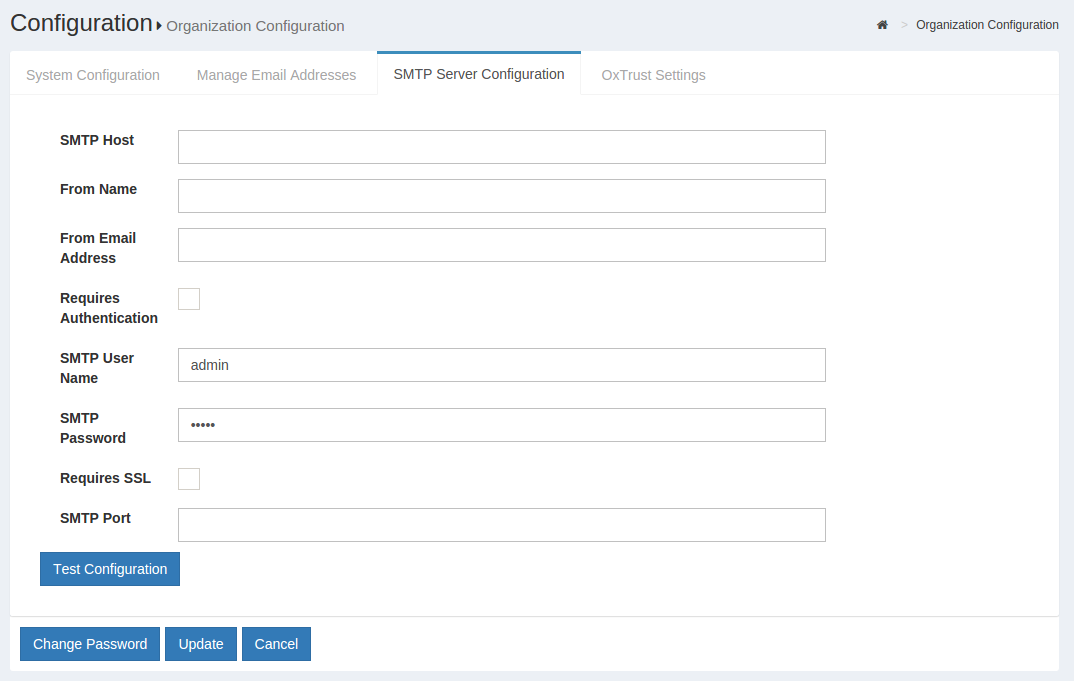 Configuration Organization Configuration
> Organization Configuration
System Configuration Manage Email Addresses SMTP Server Configuration OxTrust Settings
SMTP Host
From Name
From Email
Address
Requires
Authentication
SMTP User
Name
admin
SMTP
Password
•••••
Requires SSL
SMTP Port
Test Configuration
Change Password Update Cancel